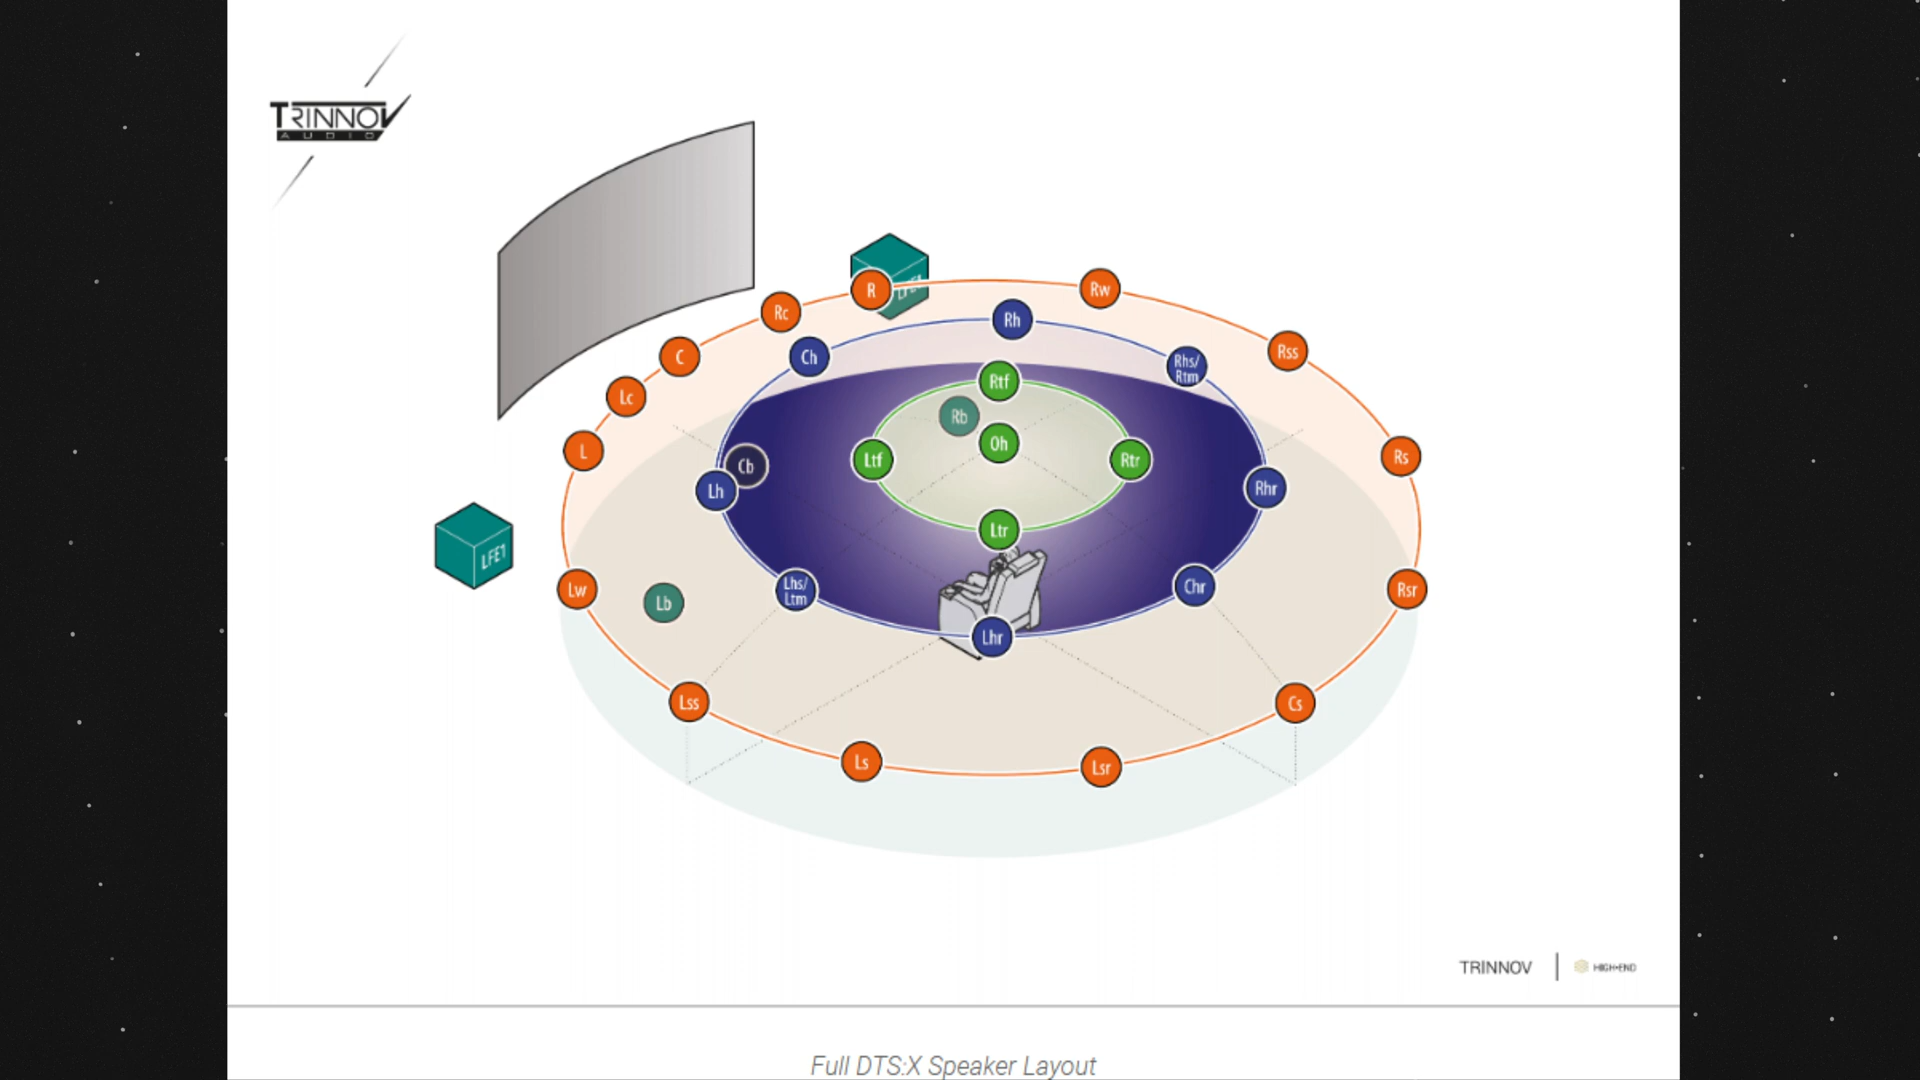 TRINNOV
AUDIO
R
Rw
Rc
Rh
Rss
C
Ch
Rhs/
Rtm
Lc
Rtf
Rb
L
Oh
Rs
Ltf
Rtr
Cb
Lh
Rhr
Ltr
LFE1
Lw
Lb
Lhs/
Ltm
Chr
Rsr
Lhr
Lss
Cs
Ls
Lsr
TRINNOV
HIGH-END
Full DTS:X Speaker Layout